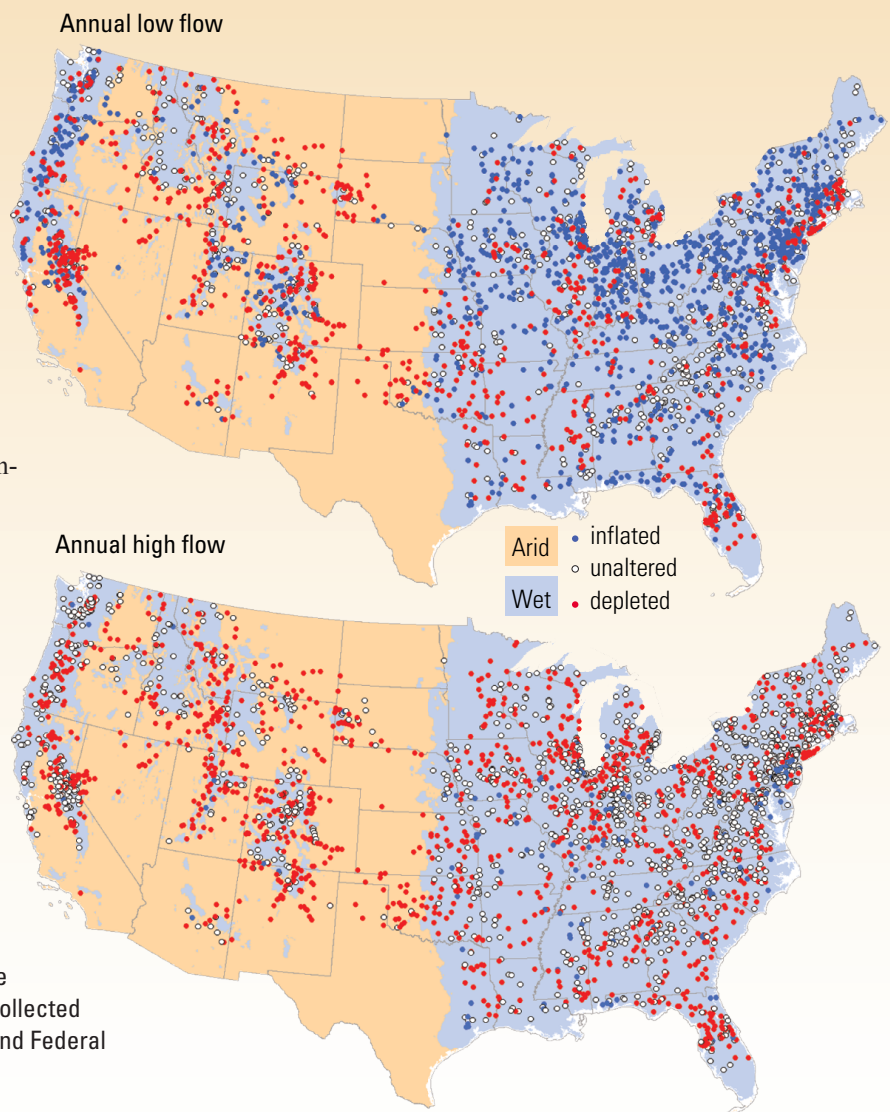 Annual low flow
n-
Annual high flow
Arid
inflated
unaltered
Wet
depleted
e
ollected
nd Federal